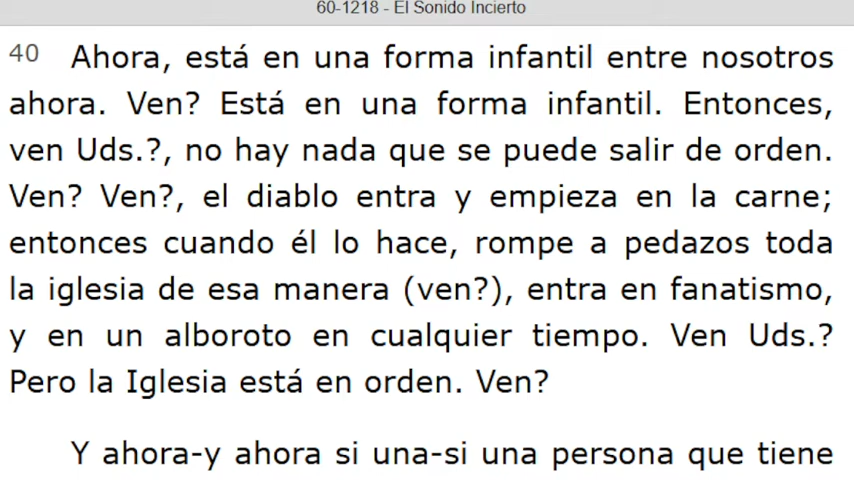 60-1218 - El Sonido Incierto
40 Ahora, está en una forma infantil entre nosotros
ahora. Ven? Está en una forma infantil. Entonces,
ven Uds.?, no hay nada que se puede salir de orden.
Ven? Ven?, el diablo entra y empieza en la carne;
entonces cuando él lo hace, rompe a pedazos toda
la iglesia de esa manera (ven?), entra en fanatismo,
y en un alboroto en cualquier tiempo. Ven Uds.?
Pero la Iglesia está en orden. Ven?
Y ahora-y ahora si una-si una persona que tiene